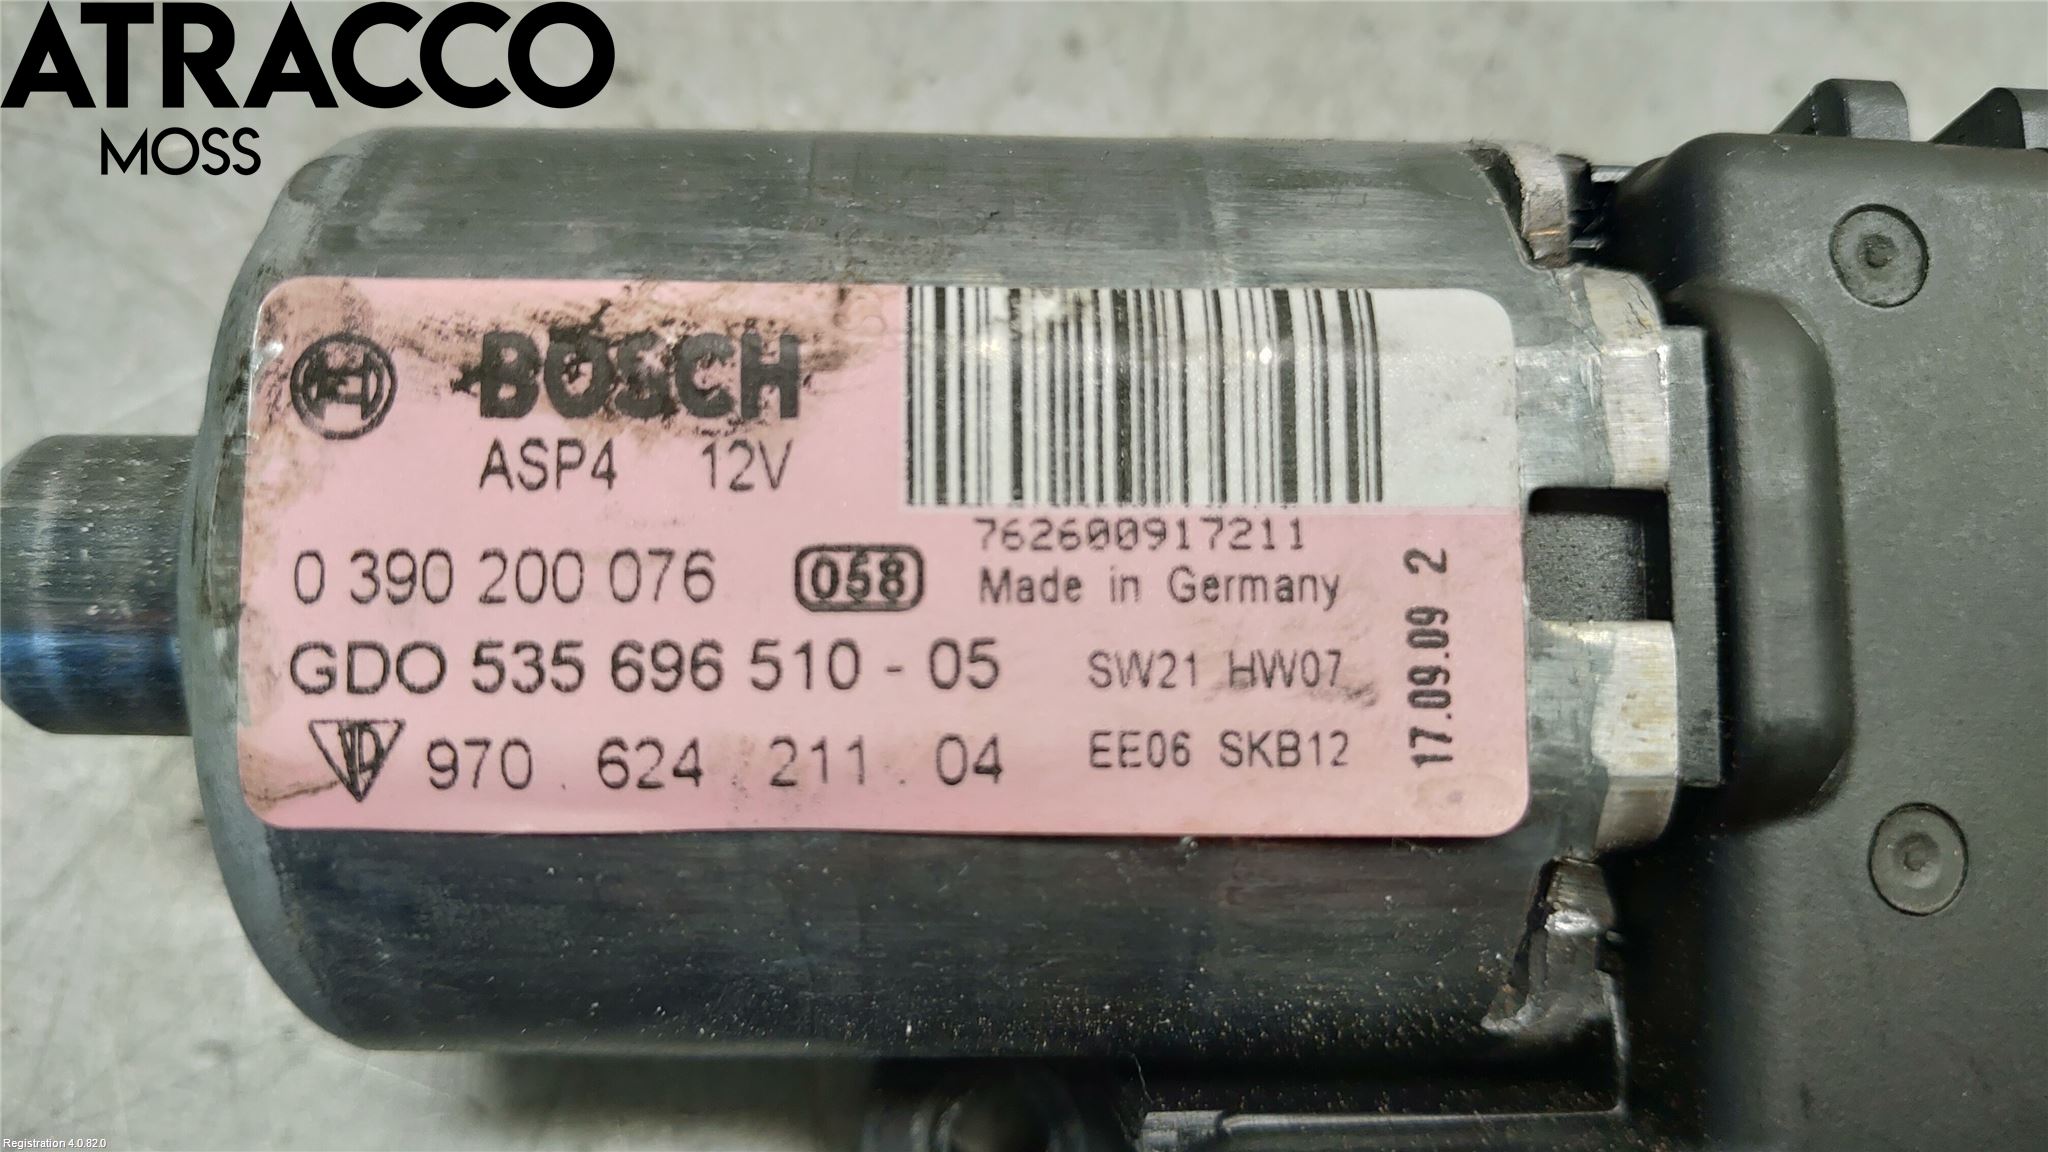 ATRACCO
MOSS
BOSCH
ASP4 12V
762600917211
0 390 200 076 058 Made in Germany
GDO 535 696 510 - 05 SW21 HW07
970 . 624 211 . 04 EE06 SKB12
17.09.09 2
Registration 4.0.82.0